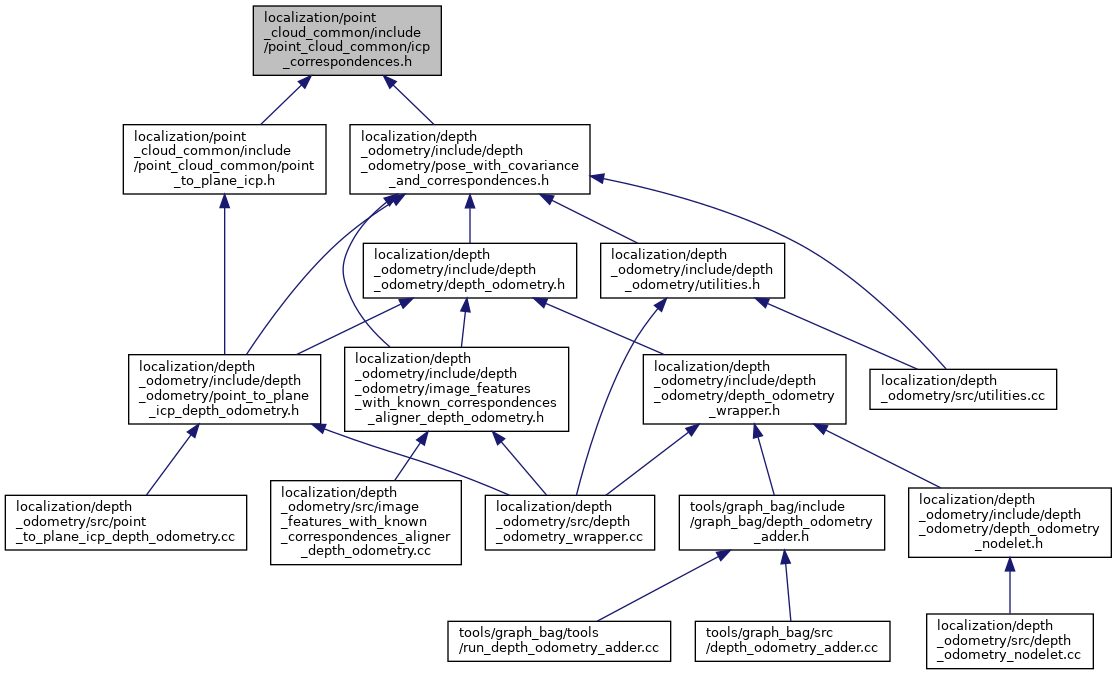 localization/point
_cloud_common/include
/point_cloud_common/icp
_correspondences.h
localization/point
_cloud_common/include
/point_cloud_common/point
_to_plane_icp.h
localization/depth
_odometry/include/depth
_odometry/pose_with_covariance
_and_correspondences.h
localization/depth
_odometry/include/depth
_odometry/depth_odometry.h
localization/depth
_odometry/include/depth
_odometry/utilities.h
localization/depth
_odometry/include/depth
_odometry/point_to_plane
_icp_depth_odometry.h
localization/depth
_odometry/include/depth
_odometry/image_features
_with_known_correspondences
_aligner_depth_odometry.h
localization/depth
_odometry/include/depth
_odometry/depth_odometry
_wrapper.h
localization/depth
_odometry/src/utilities.cc
localization/depth
_odometry/src/point
_to_plane_icp_depth_odometry.cc
localization/depth
_odometry/src/image
_features_with_known
_correspondences_aligner
_depth_odometry.cc
localization/depth
_odometry/src/depth
_odometry_wrapper.cc
tools/graph_bag/include
/graph_bag/depth_odometry
_adder.h
localization/depth
_odometry/include/depth
_odometry/depth_odometry
_nodelet.h
tools/graph_bag/tools
/run_depth_odometry_adder.cc
tools/graph_bag/src
/depth_odometry_adder.cc
localization/depth
_odometry/src/depth
_odometry_nodelet.cc